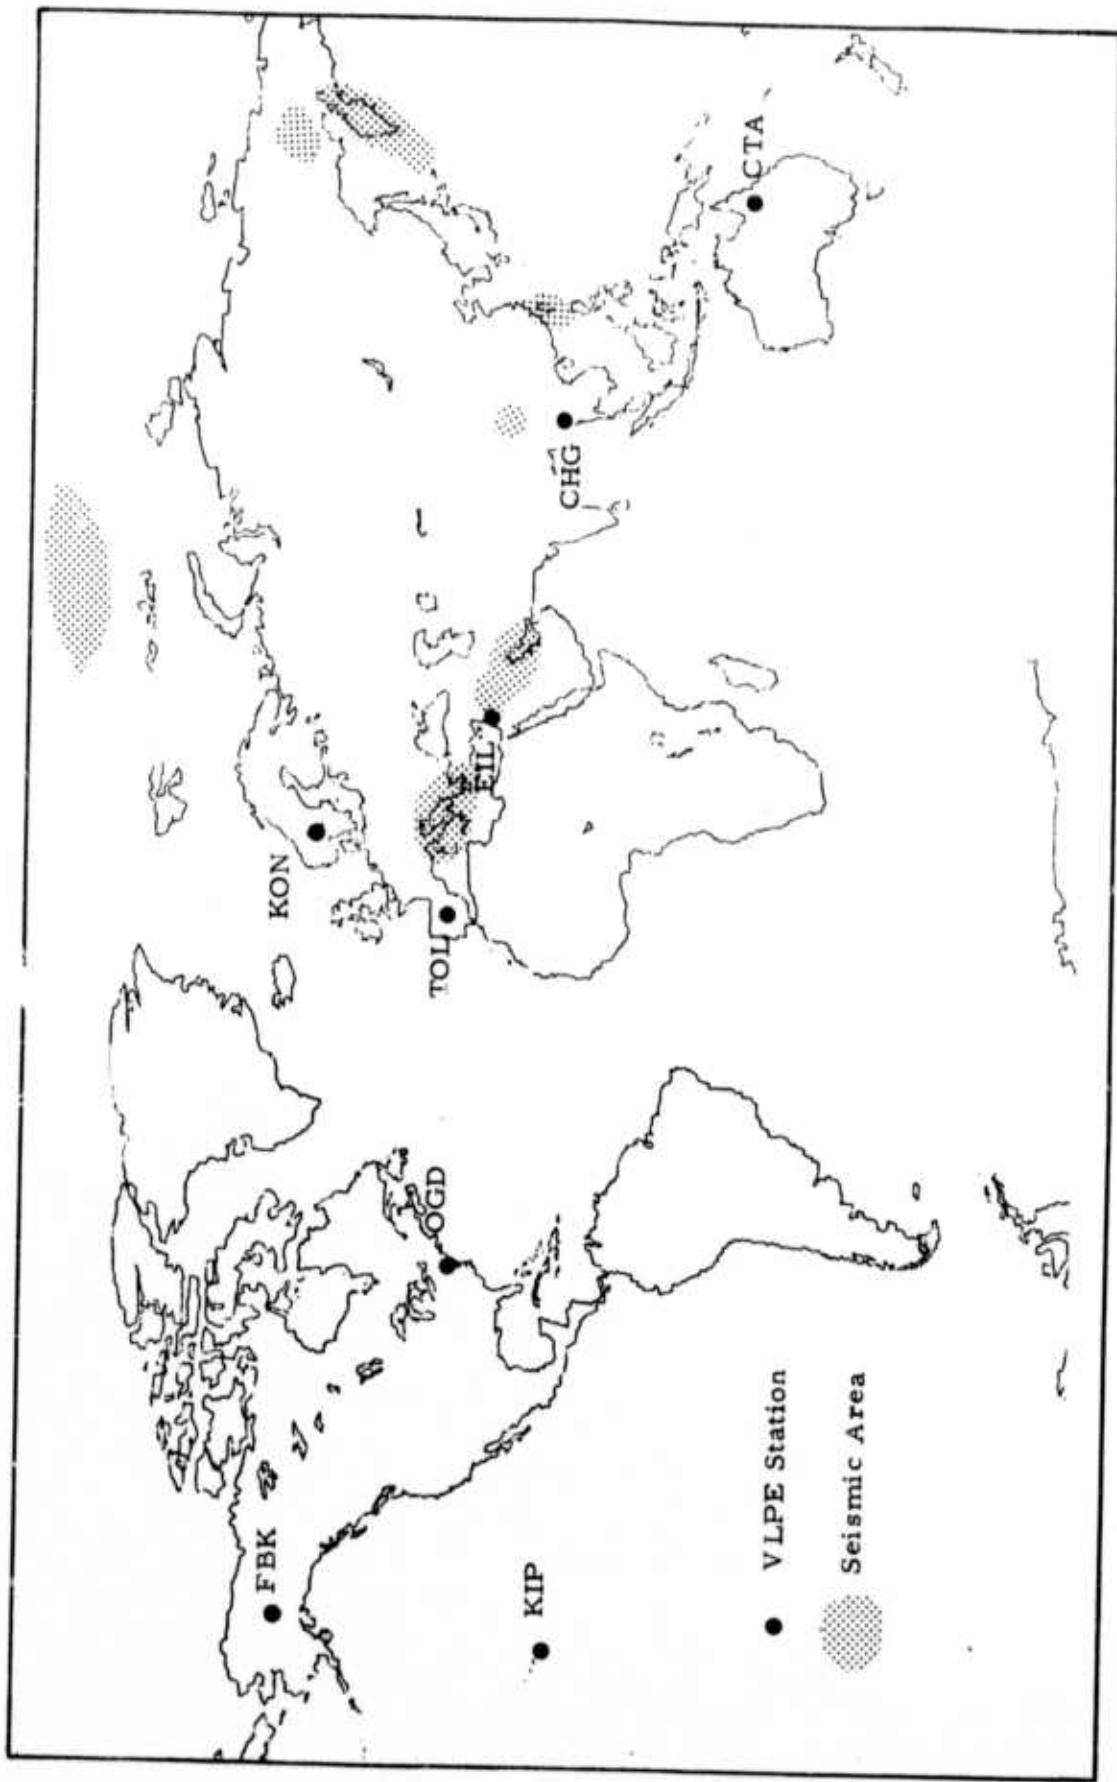 FBK
KIP
OGD
TOL
KON
EIL
CHG
CTA
VLPE Station
Seismic Area